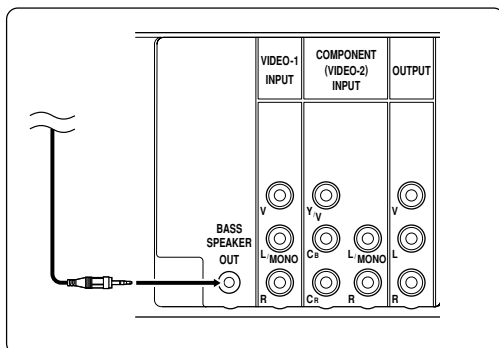 VIDEO-1
INPUT
COMPONENT
(VIDEO-2)
INPUT
OUTPUT
V
Y/V
V
BASS
SPEAKER
OUT
L/MONO
CB
L/MONO
L
R
CR
R
R